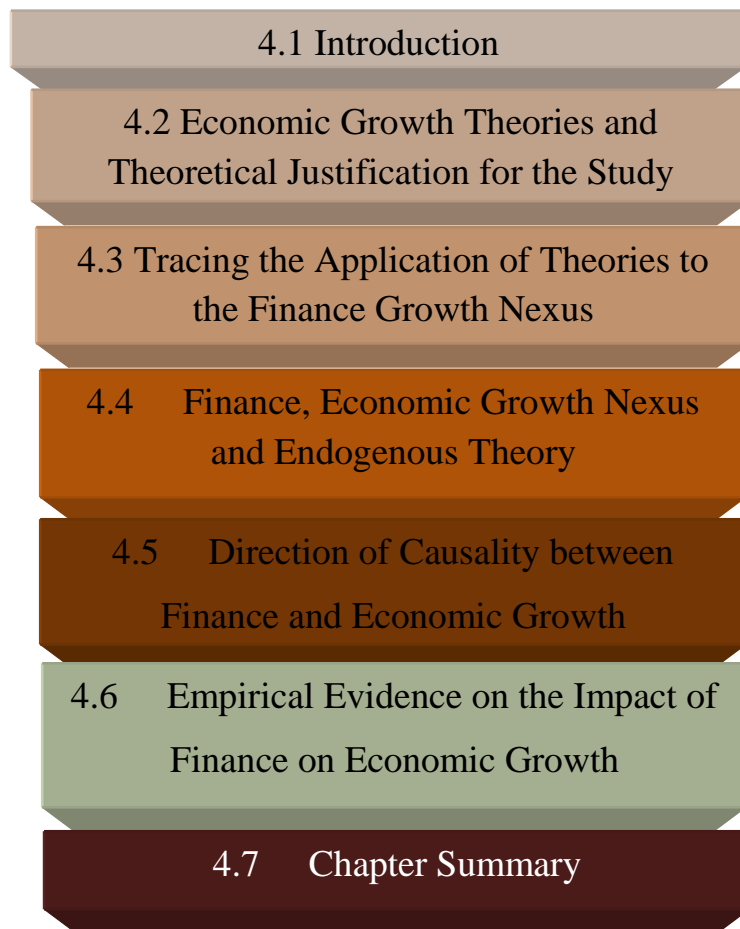 4.1 Introduction
4.2 Economic Growth Theories and
Theoretical Justification for the Study
4.3 Tracing the Application of Theories to
the Finance Growth Nexus
4.4 Finance, Economic Growth Nexus
and Endogenous Theory
4.5 Direction of Causality between
Finance and Economic Growth
4.6 Empirical Evidence on the Impact of
Finance on Economic Growth
4.7 Chapter Summary